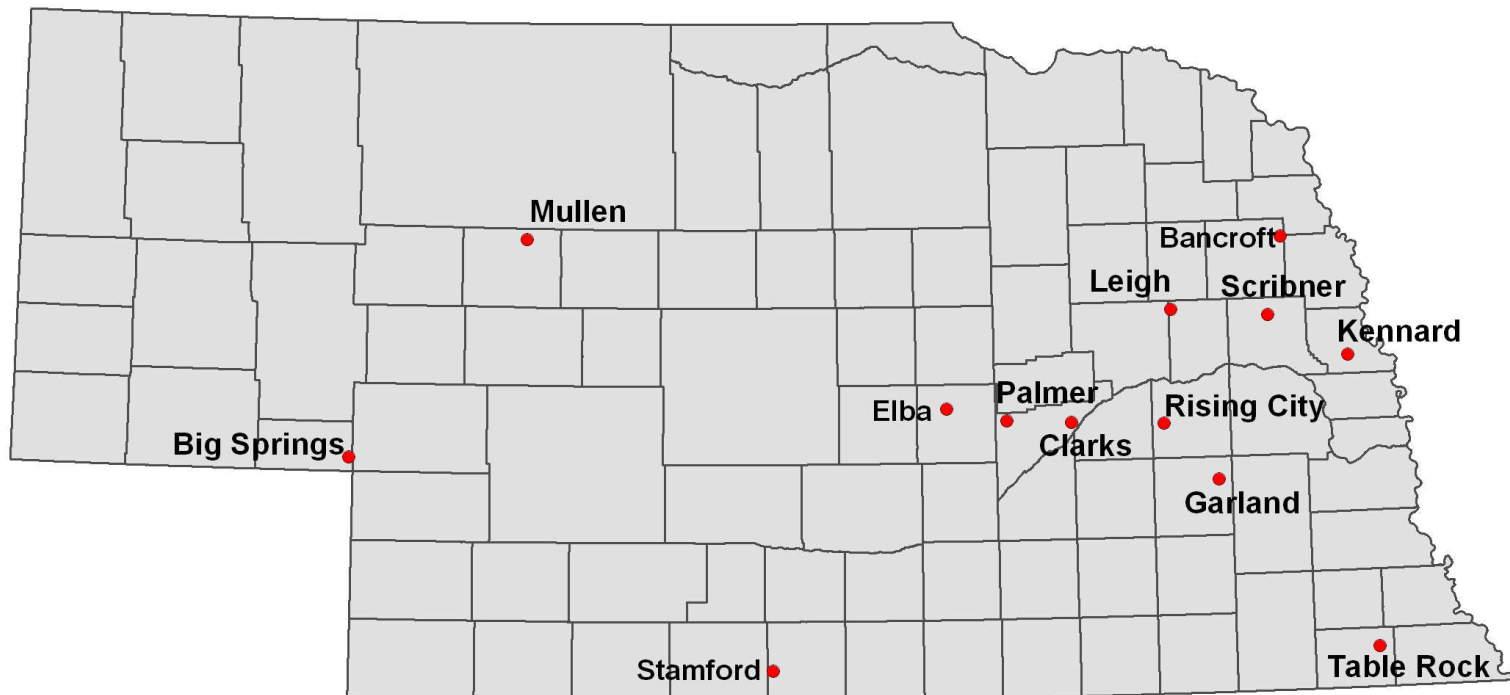 Mullen
Bancroft
Leigh
Scribner
Kennard
Palmer
Elba
Rising City
Big Springs
Clarks
Garland
Stamford
Table Rock